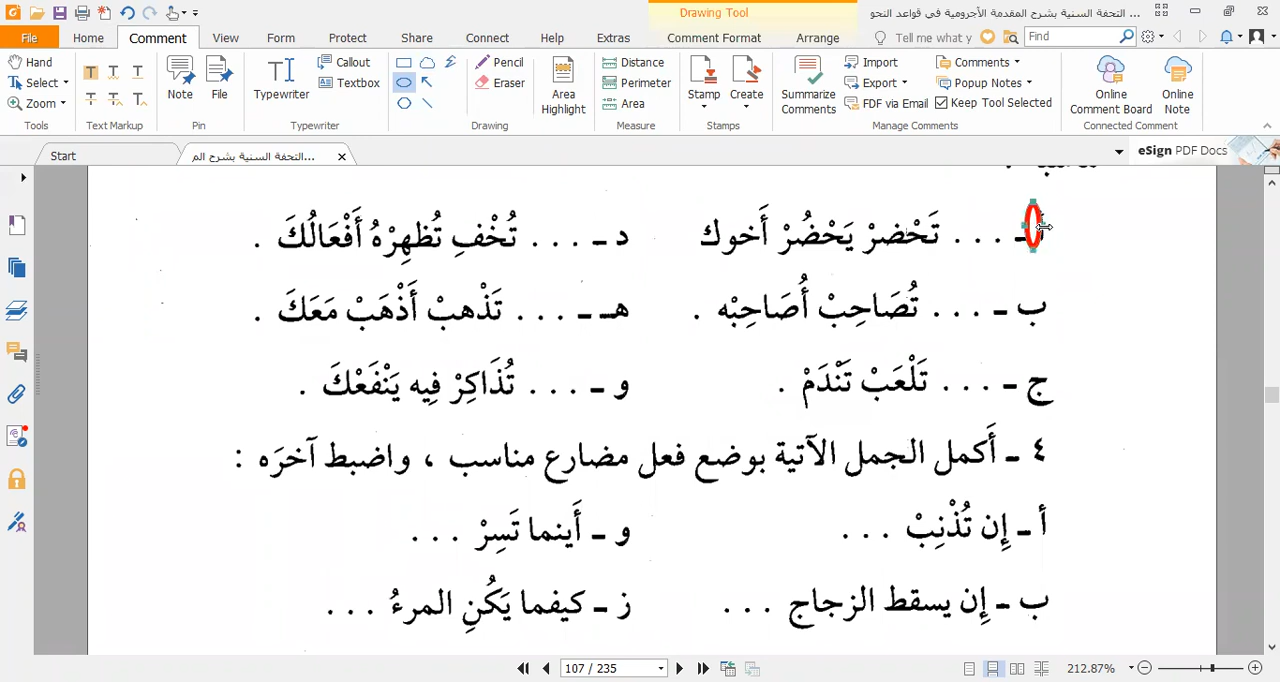 التحفة السنية بشرح المقدمة الأجرومية في قواعد النحو ...
Drawing Tool
File Home Comment View Form Protect Share Connect Help Extras Comment Format Arrange Tell me what y Find
Hand
Select
Zoom
Tools
Text Markup
Note
File
Pin
Typewriter
Callout
Textbox
Typewriter
Pencil
Eraser
Drawing
Area Highlight
Distance
Perimeter
Area
Measure
Stamp
Create
Stamps
Summarize Comments
Import
Export
FDF via Email
Comments
Popup Notes
Keep Tool Selected
Manage Comments
Online Comment Board
Online Note
Connected Comment
Start
التحفة السنية بشرح الم...
eSign PDF Docs
أ ـ . . . تَحْضرْ يَحْضُرْ أَخوك
د ـ . . . تُخْفِ تُظهِرْهُ أَفْعَالُكَ .
ب ـ . . . تُصَاحِبْ أُصَاحِبْه .
هـ ـ . . . تَذْهبْ أَذْهَبْ مَعَكَ .
ج ـ . . . تَلْعَبْ تَنْدَمْ .
و ـ . . . تُذَاكِرْ فِيه يَنْفَعْكَ .
٤ ـ أَكمل الجمل الآتية بوضع فعل مضارع مناسب ، واضبط آخرَه :
أ ـ إِن تُذْنِبْ . . .
و ـ أَينما تَسِرْ . . .
ب ـ إِن يسقط الزجاج . . .
ز ـ كيفما يَكُنِ المرءُ . . .
107 / 235
212.87%